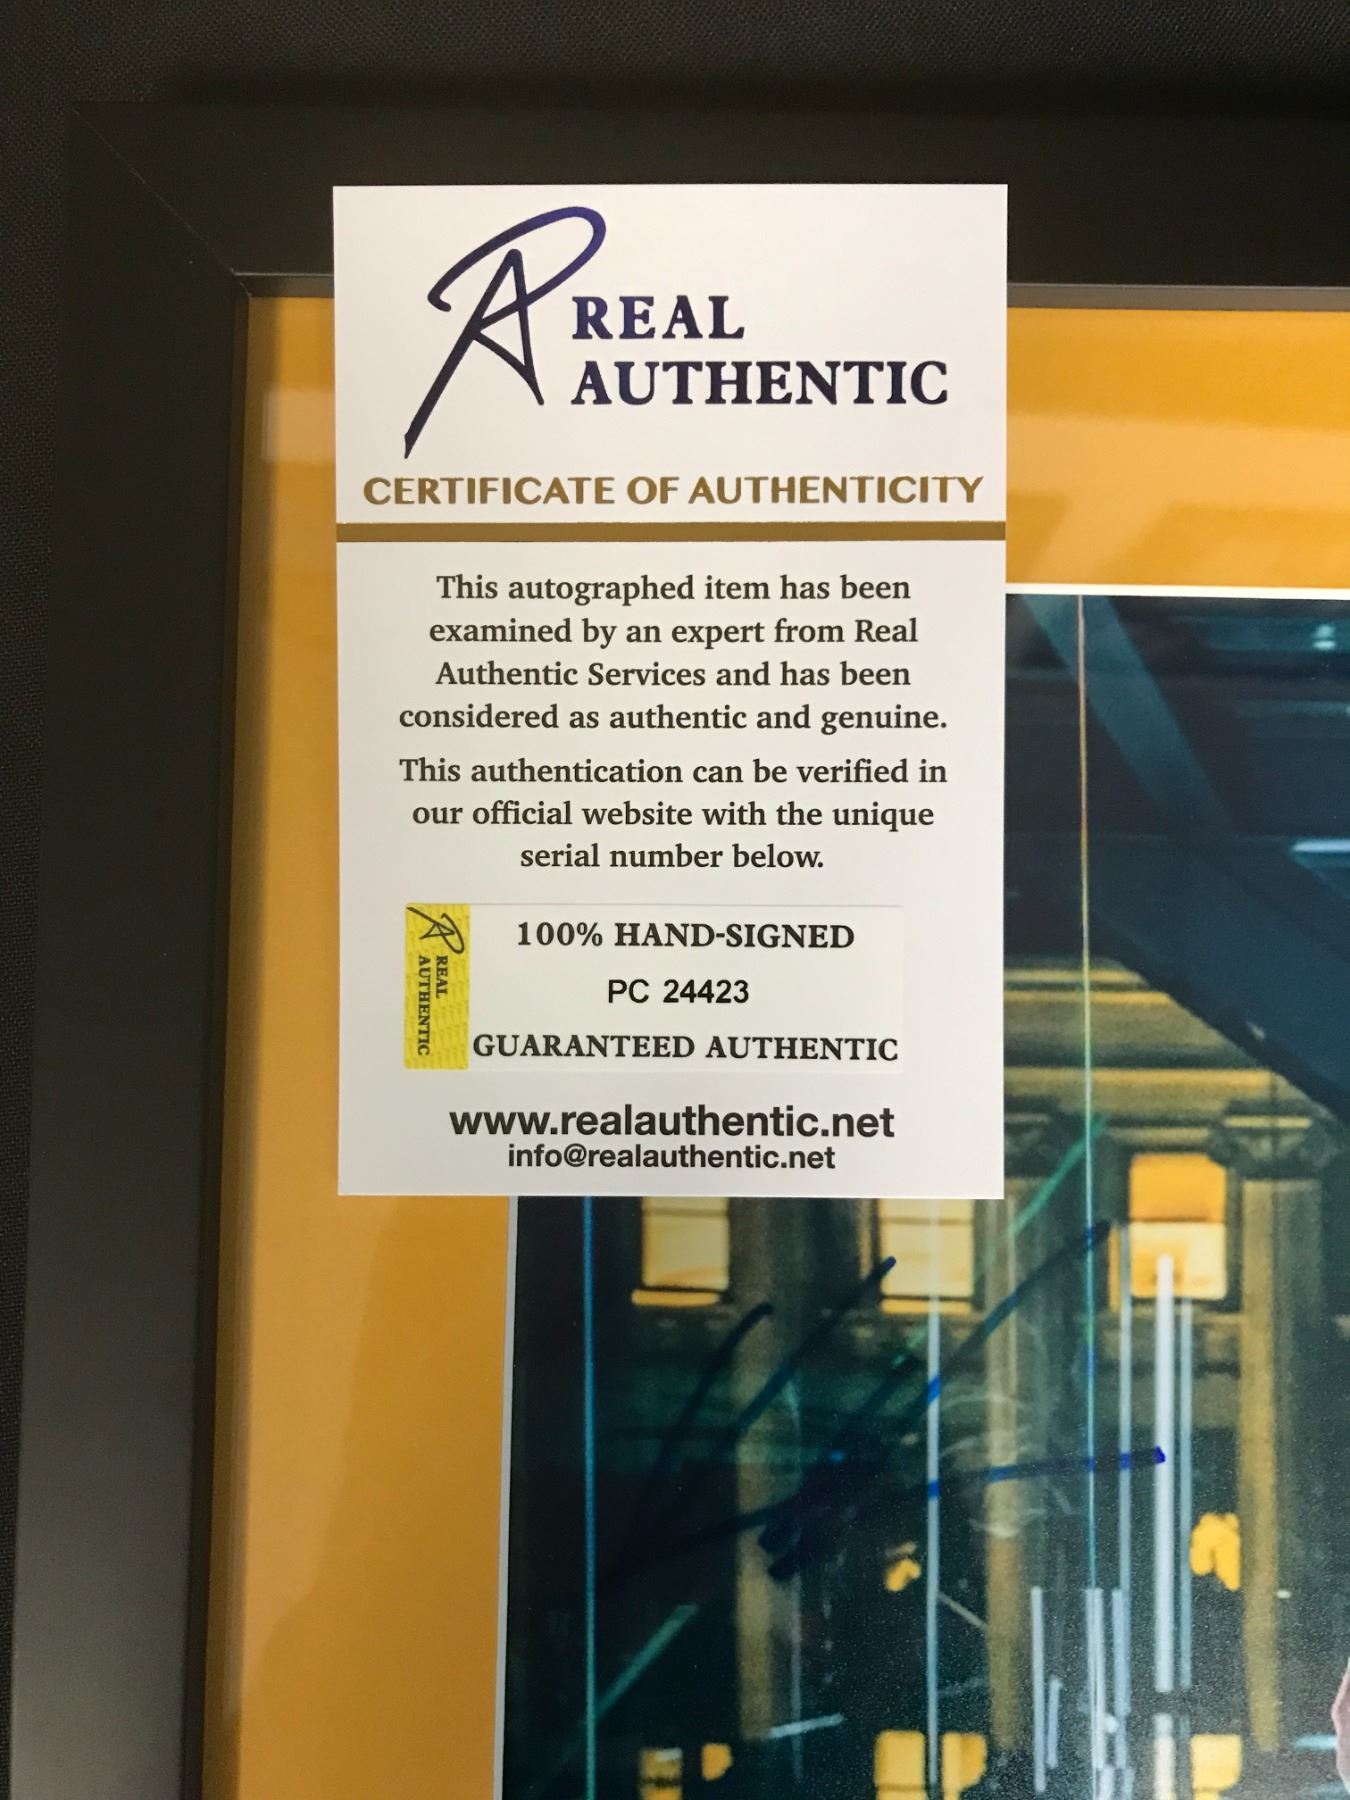 REAL
AUTHENTIC
CERTIFICATE OF AUTHENTICITY
This autographed item has been
examined by an expert from Real
Authentic Services and has been
considered as authentic and genuine.
This authentication can be verified in
our official website with the unique
serial number below.
REAL
AUTHENTIC
100% HAND-SIGNED
PC 24423
GUARANTEED AUTHENTIC
www.realauthentic.net
info@realauthentic.net